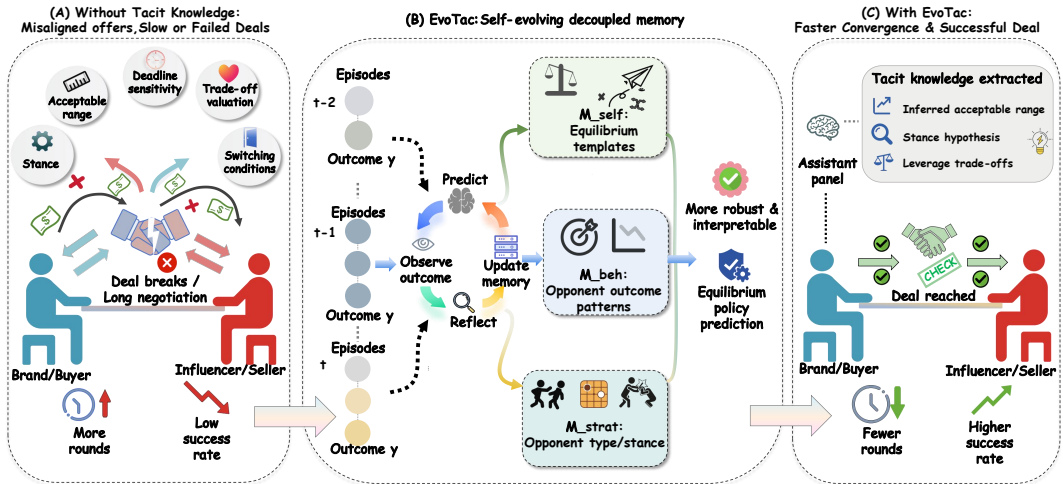 (A) Without Tacit Knowledge:
Misaligned offers,Slow or Failed Deals
Deadline
sensitivity
Acceptable
range
Trade-off
valuation
Stance
Switching
conditions
$
$
$
$
Deal breaks /
Long negotiation
Brand/Buyer
Influencer/Seller
More
rounds
Low
success
rate
(B) EvoTac:Self-evolving decoupled memory
Episodes
t-2
Outcome y
Episodes
t-1
Outcome y
Episodes
t
Outcome y
Predict
Observe
outcome
Update
memory
Reflect
M_self:
Equilibrium
templates
M_beh:
Opponent outcome
patterns
M_strat:
Opponent type/stance
More robust &
interpretable
Equilibrium
policy
prediction
(C) With EvoTac:
Faster Convergence & Successful Deal
Tacit knowledge extracted
Inferred acceptable range
Stance hypothesis
Leverage trade-offs
Assistant
panel
CHECK
Deal reached
Brand/Buyer
Influencer/Seller
Fewer
rounds
Higher
success
rate